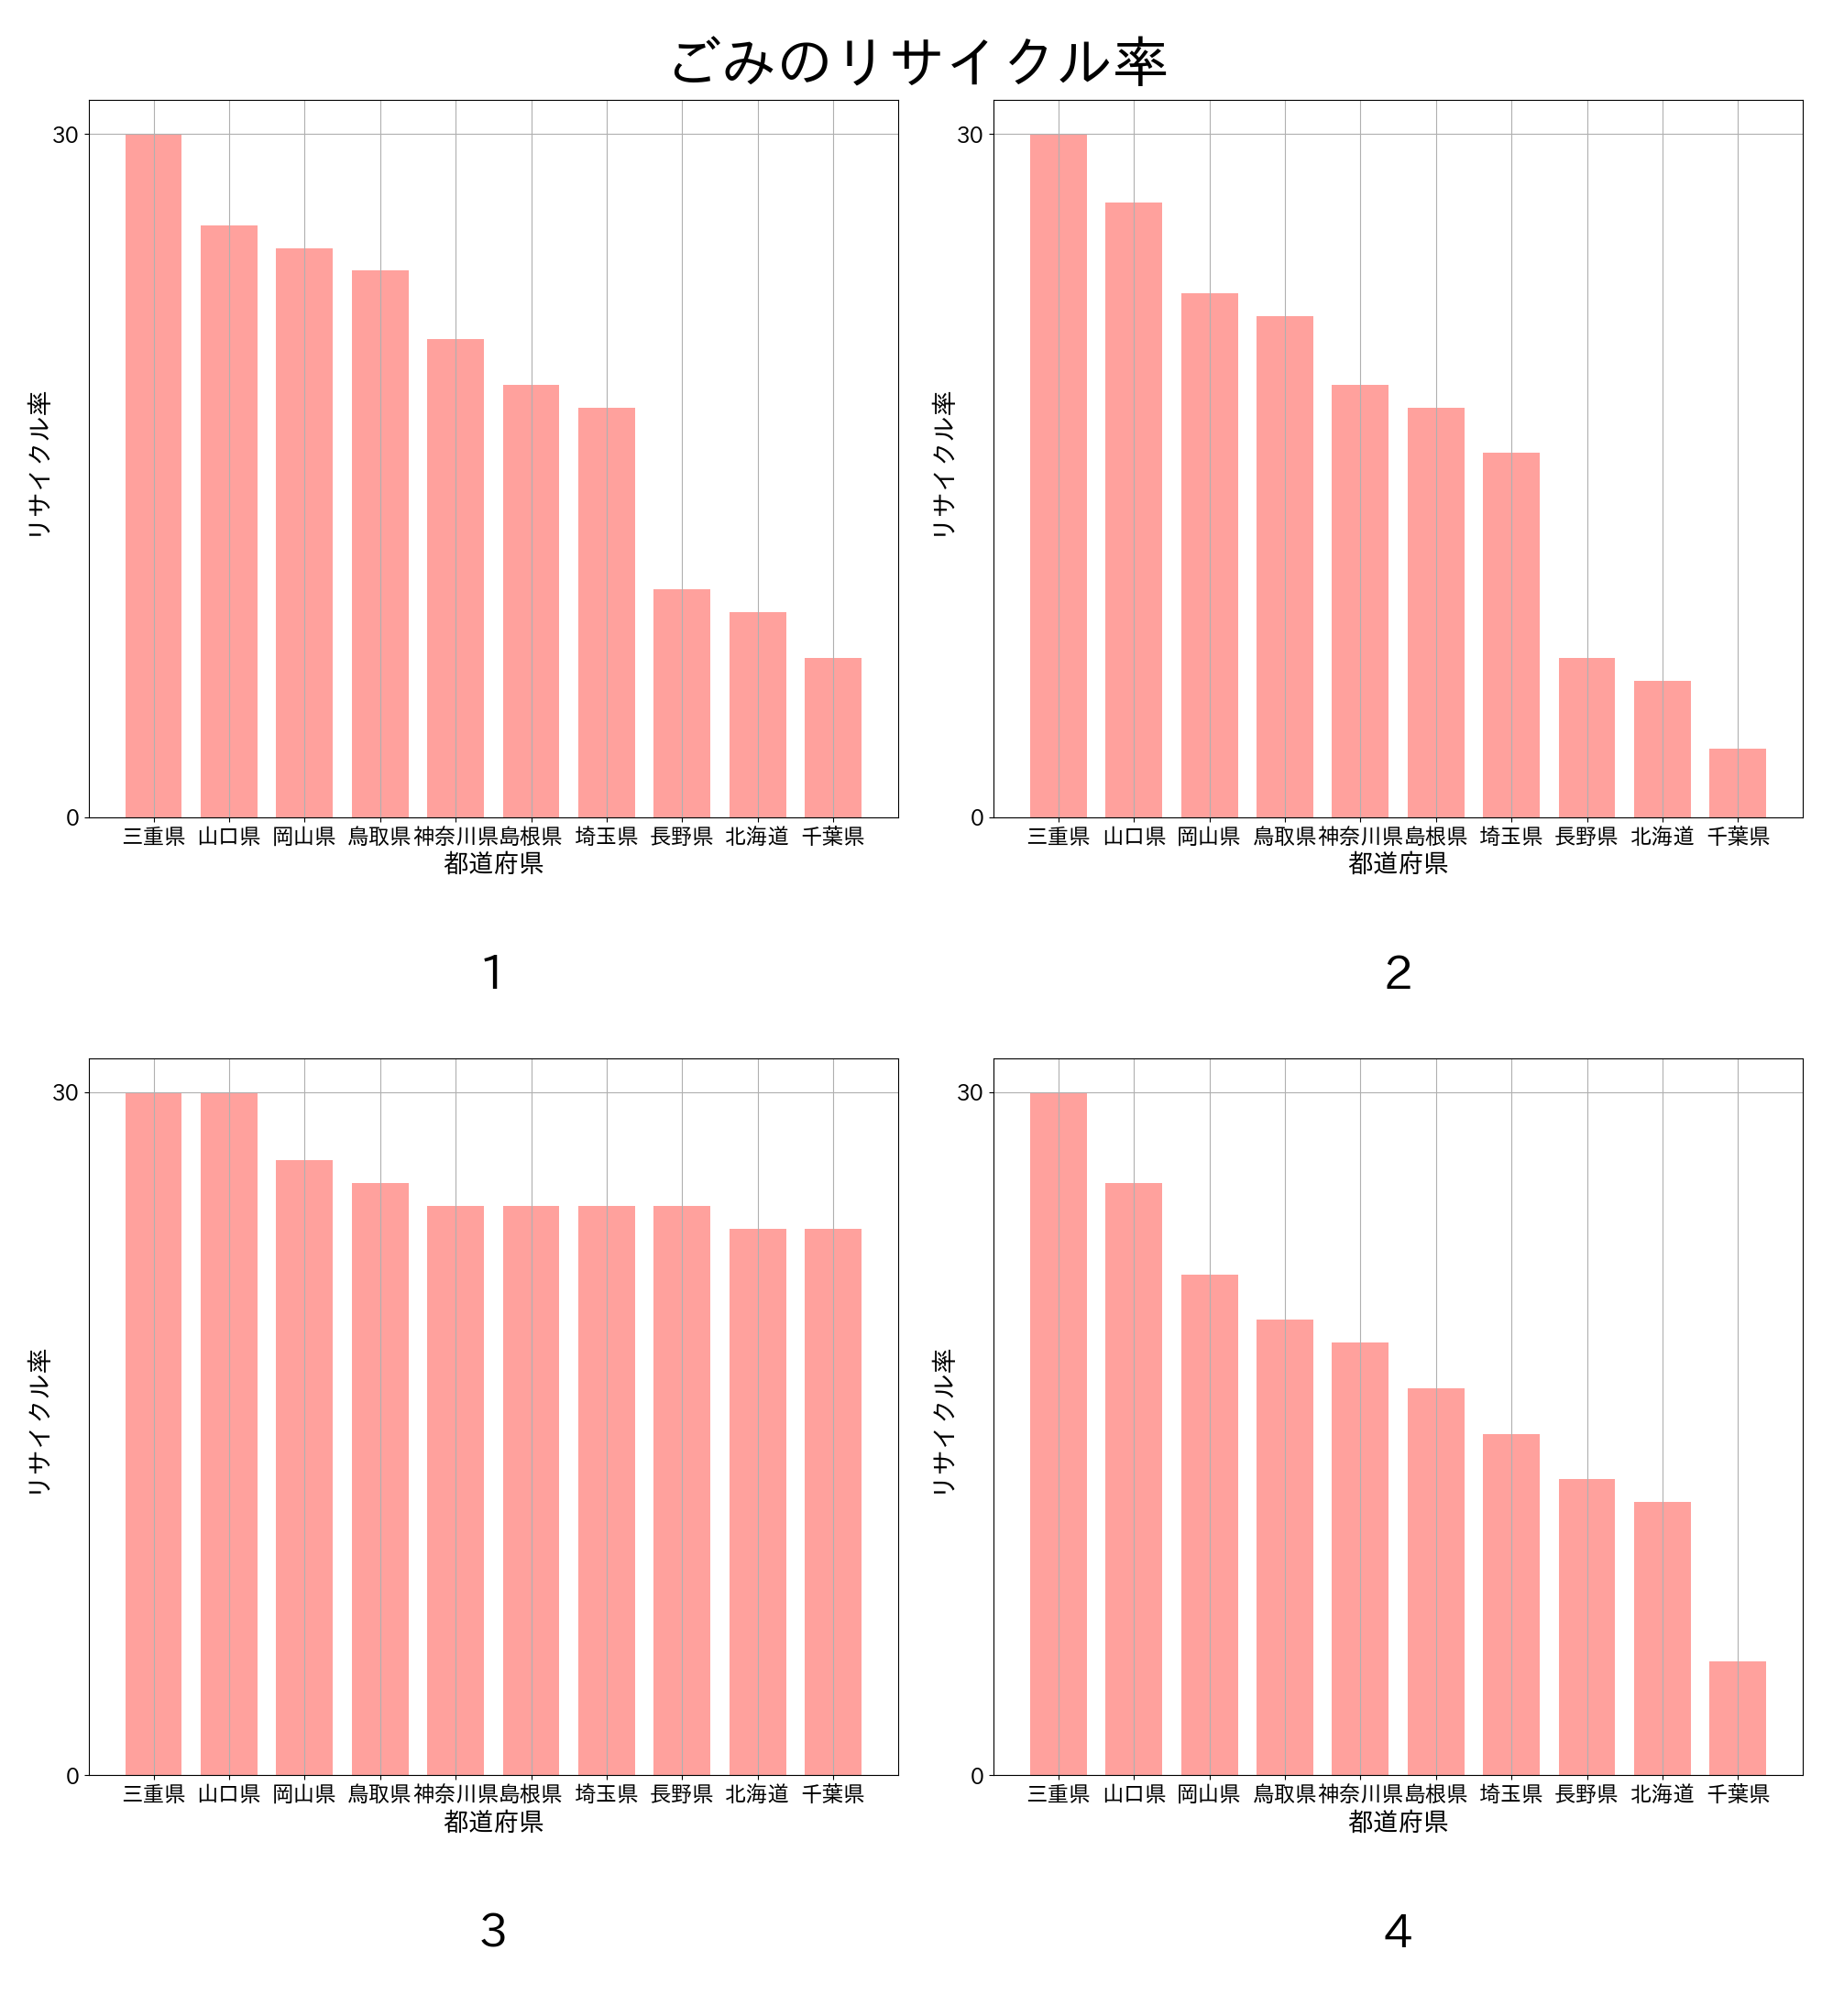 ごみのリサイクル率
30
0
リサイクル率
三重県 山口県 岡山県 鳥取県 神奈川県 島根県 埼玉県 長野県 北海道 千葉県
都道府県
1
30
0
リサイクル率
三重県 山口県 岡山県 鳥取県 神奈川県 島根県 埼玉県 長野県 北海道 千葉県
都道府県
2
30
0
リサイクル率
三重県 山口県 岡山県 鳥取県 神奈川県 島根県 埼玉県 長野県 北海道 千葉県
都道府県
3
30
0
リサイクル率
三重県 山口県 岡山県 鳥取県 神奈川県 島根県 埼玉県 長野県 北海道 千葉県
都道府県
4